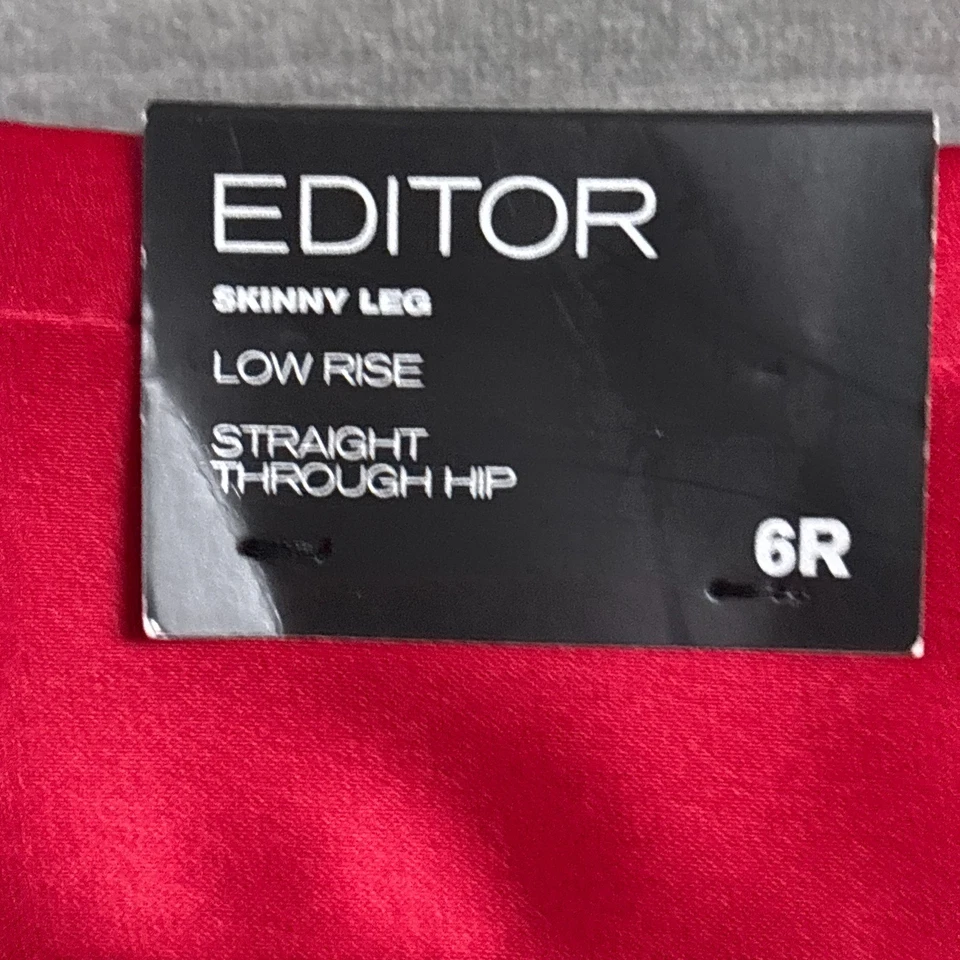 EDITOR
SKINNY LEG
LOW RISE
STRAIGHT
THROUGH HIP
6R